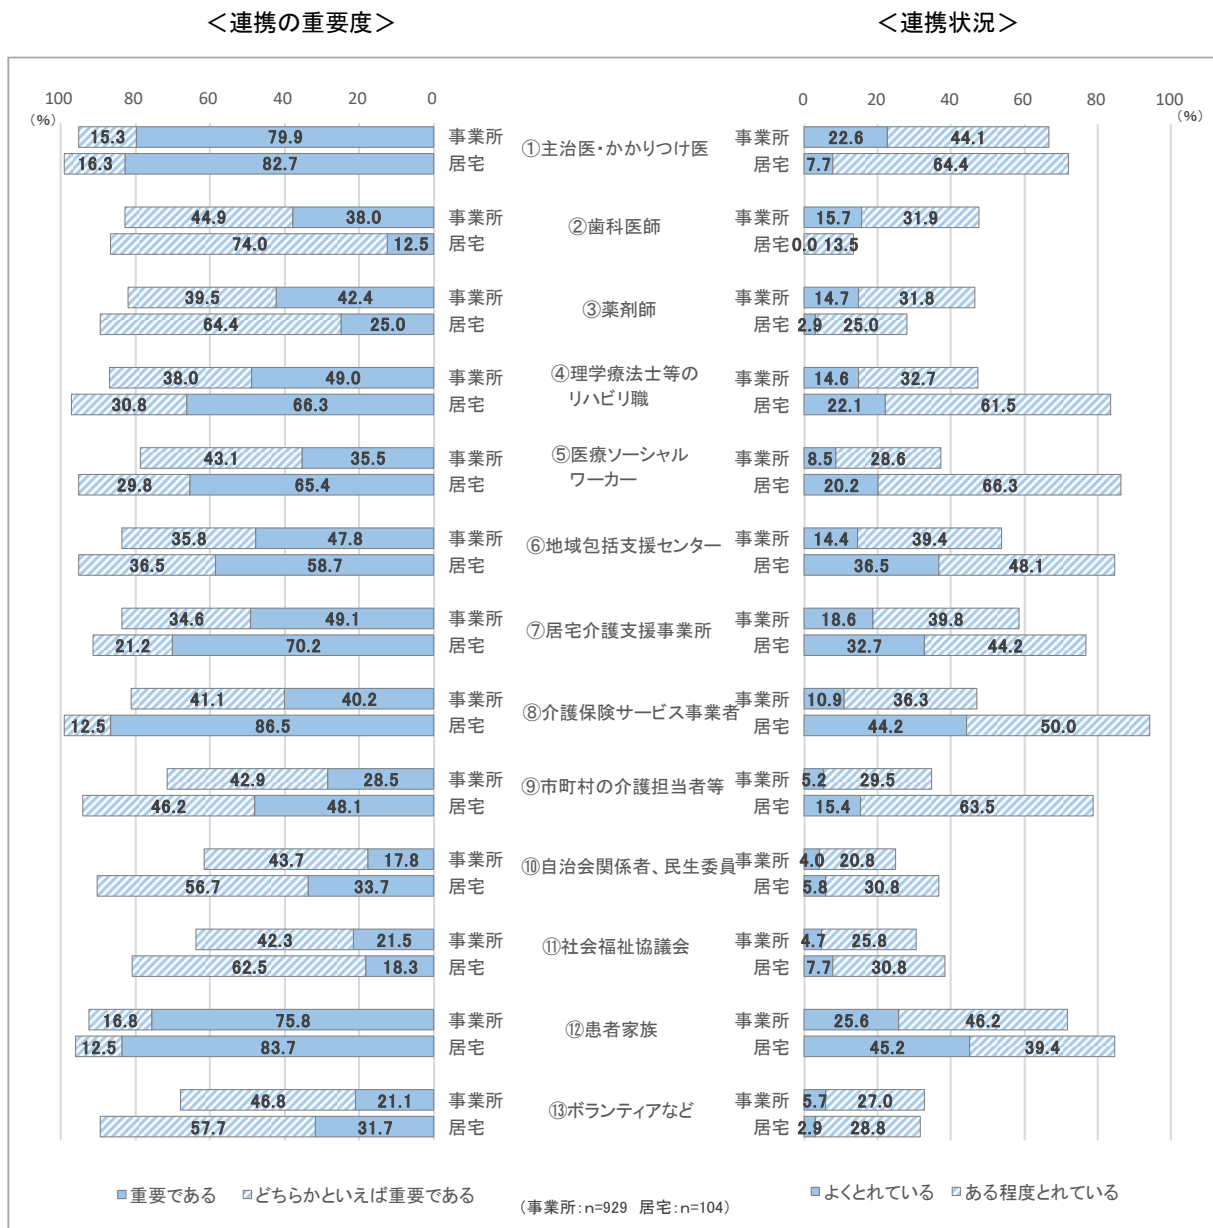 ＜連携の重要度＞
＜連携状況＞
100 80 60 40 20 0
(%)
0 20 40 60 80 100
(%)
15.3 79.9 事業所
16.3 82.7 居宅
①主治医・かかりつけ医
事業所 22.6 44.1
居宅 7.7 64.4
44.9 38.0 事業所
74.0 12.5 居宅
②歯科医師
事業所 15.7 31.9
居宅 0.0 13.5
39.5 42.4 事業所
64.4 25.0 居宅
③薬剤師
事業所 14.7 31.8
居宅 2.9 25.0
38.0 49.0 事業所
30.8 66.3 居宅
④理学療法士等の
リハビリ職
事業所 14.6 32.7
居宅 22.1 61.5
43.1 35.5 事業所
29.8 65.4 居宅
⑤医療ソーシャル
ワーカー
事業所 8.5 28.6
居宅 20.2 66.3
35.8 47.8 事業所
36.5 58.7 居宅
⑥地域包括支援センター
事業所 14.4 39.4
居宅 36.5 48.1
34.6 49.1 事業所
21.2 70.2 居宅
⑦居宅介護支援事業所
事業所 18.6 39.8
居宅 32.7 44.2
41.1 40.2 事業所
12.5 86.5 居宅
⑧介護保険サービス事業者
事業所 10.9 36.3
居宅 44.2 50.0
42.9 28.5 事業所
46.2 48.1 居宅
⑨市町村の介護担当者等
事業所 5.2 29.5
居宅 15.4 63.5
43.7 17.8 事業所
56.7 33.7 居宅
⑩自治会関係者、民生委員
事業所 4.0 20.8
居宅 5.8 30.8
42.3 21.5 事業所
62.5 18.3 居宅
⑪社会福祉協議会
事業所 4.7 25.8
居宅 7.7 30.8
16.8 75.8 事業所
12.5 83.7 居宅
⑫患者家族
事業所 25.6 46.2
居宅 45.2 39.4
46.8 21.1 事業所
57.7 31.7 居宅
⑬ボランティアなど
事業所 5.7 27.0
居宅 2.9 28.8
重要である どちらかといえば重要である
(事業所：n=929 居宅：n=104)
よくとれている ある程度とれている